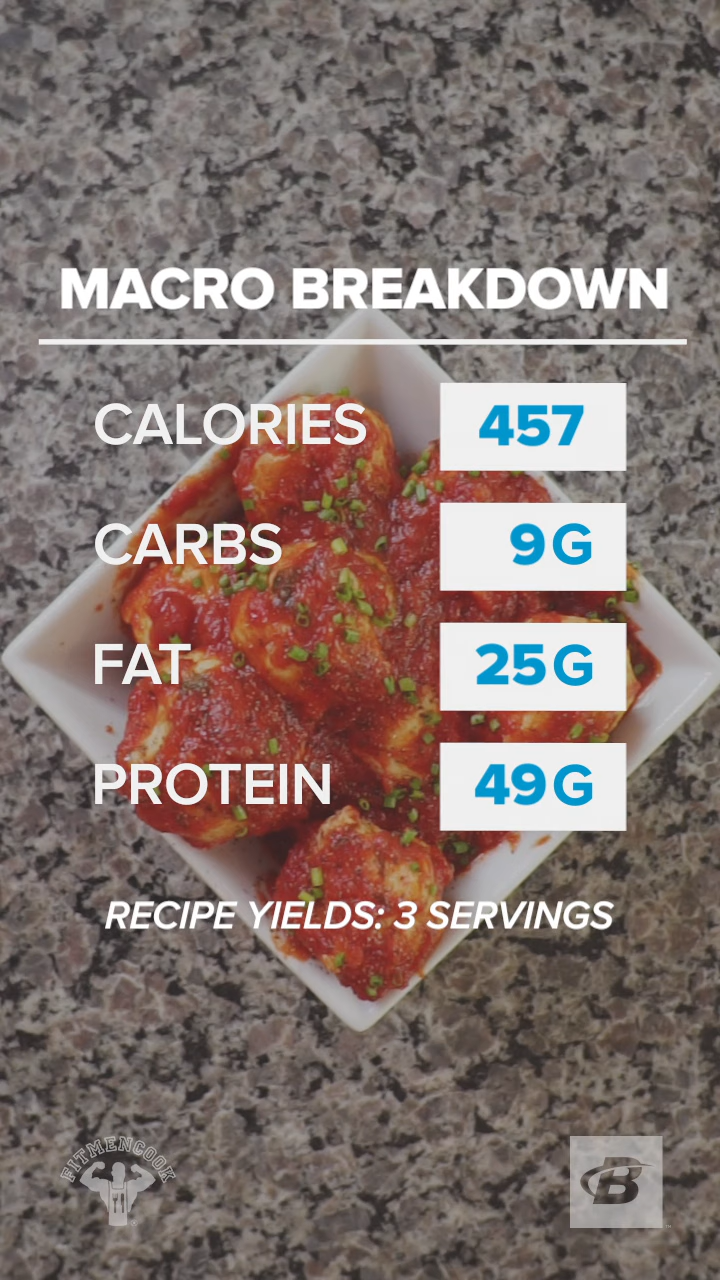 MACRO BREAKDOWN
CALORIES 457
CARBS 9G
FAT 25G
PROTEIN 49G
RECIPE YIELDS: 3 SERVINGS
FITMENCOOK
B